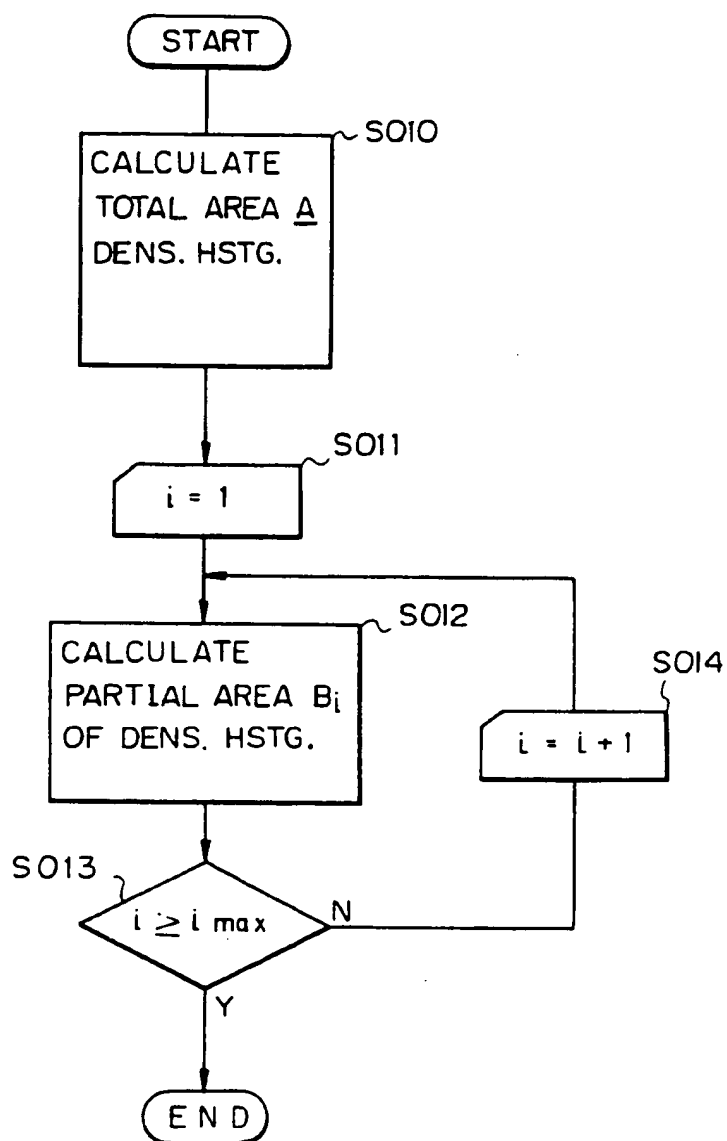 START
S010
CALCULATE
TOTAL AREA A
DENS. HSTG.
S011
i = 1
S012
CALCULATE
PARTIAL AREA Bi
OF DENS. HSTG.
S014
i = i + 1
S013
i ≥ i max
N
Y
END